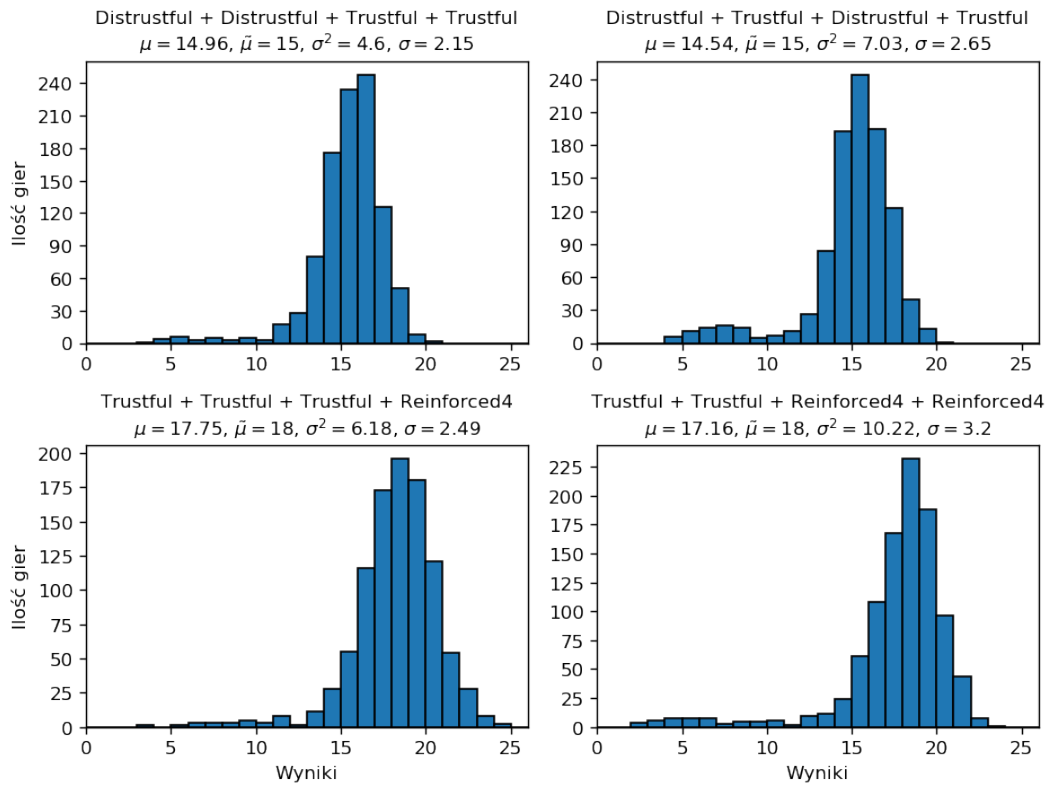 Distrustful + Distrustful + Trustful + Trustful
μ = 14.96, μ̃ = 15, σ² = 4.6, σ = 2.15
Ilość gier
240
210
180
150
120
90
60
30
0
0 5 10 15 20 25
Distrustful + Trustful + Distrustful + Trustful
μ = 14.54, μ̃ = 15, σ² = 7.03, σ = 2.65
240
210
180
150
120
90
60
30
0
0 5 10 15 20 25
Trustful + Trustful + Trustful + Reinforced4
μ = 17.75, μ̃ = 18, σ² = 6.18, σ = 2.49
Ilość gier
200
175
150
125
100
75
50
25
0
0 5 10 15 20 25
Wyniki
Trustful + Trustful + Reinforced4 + Reinforced4
μ = 17.16, μ̃ = 18, σ² = 10.22, σ = 3.2
225
200
175
150
125
100
75
50
25
0
0 5 10 15 20 25
Wyniki